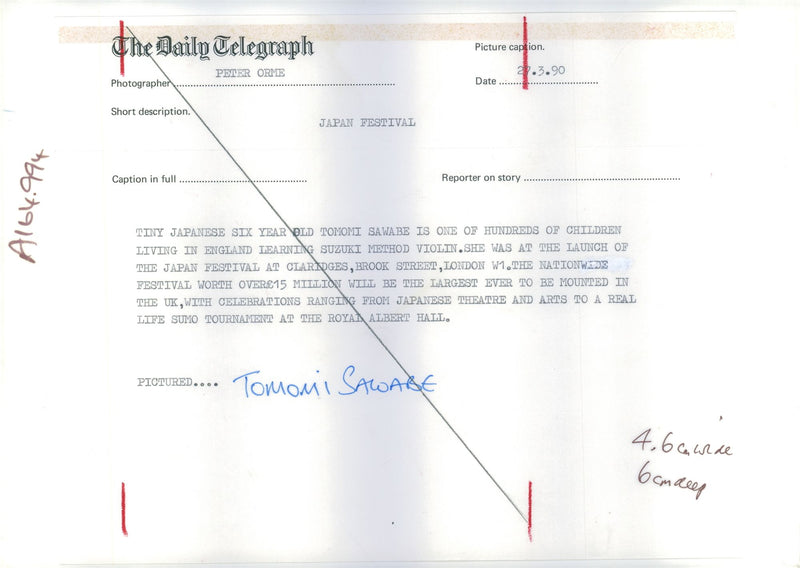 The Daily Telegraph
Picture caption.
PETER ORME
Photographer
27.3.90
Date
Short description.
JAPAN FESTIVAL
Caption in full
Reporter on story
A164.994
TINY JAPANESE SIX YEAR OLD TOMOMI SAWABE IS ONE OF HUNDREDS OF CHILDREN
LIVING IN ENGLAND LEARNING SUZUKI METHOD VIOLIN.SHE WAS AT THE LAUNCH OF
THE JAPAN FESTIVAL AT CLARIDGES,BROOK STREET,LONDON W1.THE NATIONWIDE
FESTIVAL WORTH OVER£15 MILLION WILL BE THE LARGEST EVER TO BE MOUNTED IN
THE UK,WITH CELEBRATIONS RANGING FROM JAPANESE THEATRE AND ARTS TO A REAL
LIFE SUMO TOURNAMENT AT THE ROYAL ALBERT HALL.
PICTURED.... TOMOMI SAWABE
4.6cm wide
6cm deep